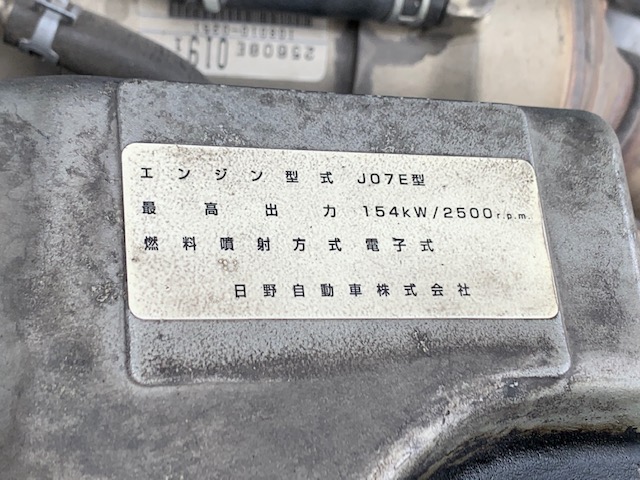 エンジン型式 J07E型
最高出力 154kW/2500r.p.m.
燃料噴射方式 電子式
日野自動車株式会社